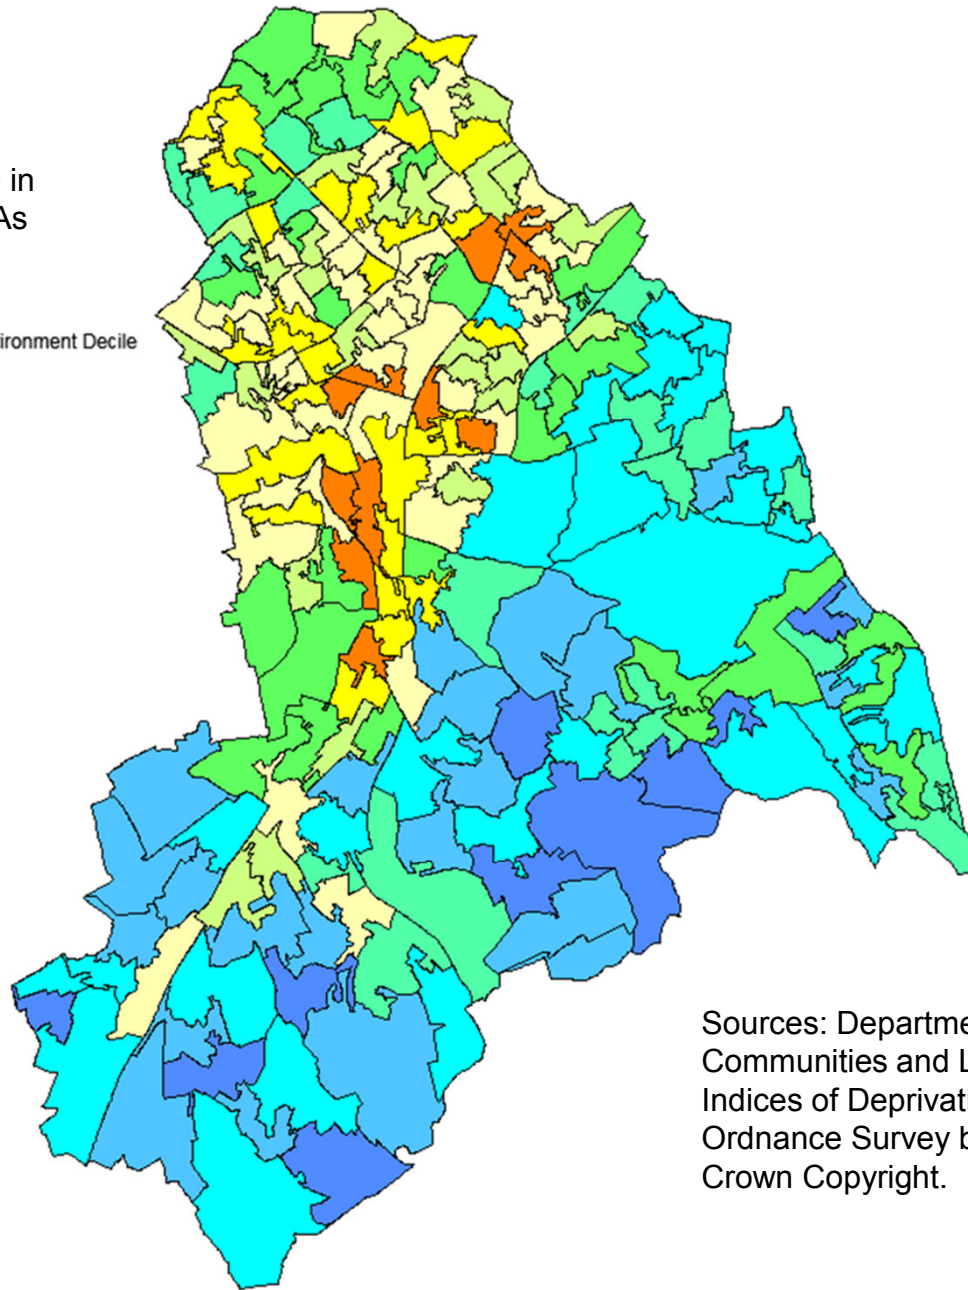 in
As
ironment Decile
Sources: Departme
Communities and L
Indices of Deprivati
Ordnance Survey b
Crown Copyright.